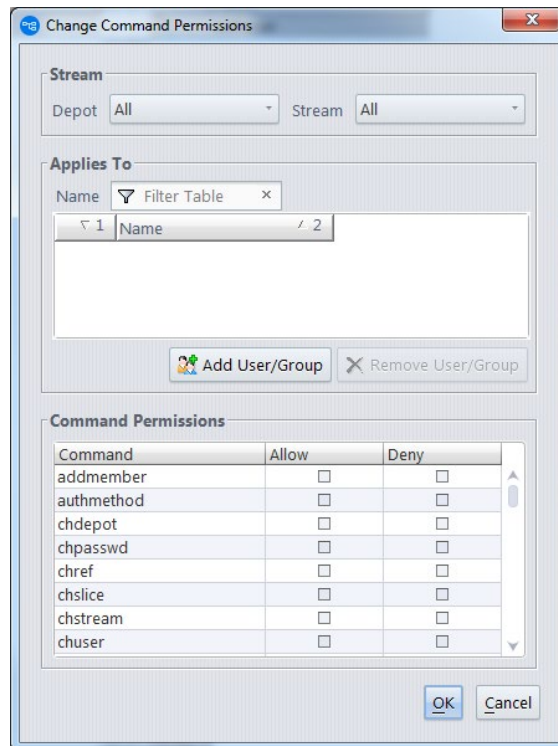 Change Command Permissions
Stream
Depot All Stream All
Applies To
Name Filter Table
1 Name 2
Add User/Group Remove User/Group
Command Permissions
Command Allow Deny
addmember
authmethod
chdepot
chpasswd
chref
chslice
chstream
chuser
OK Cancel